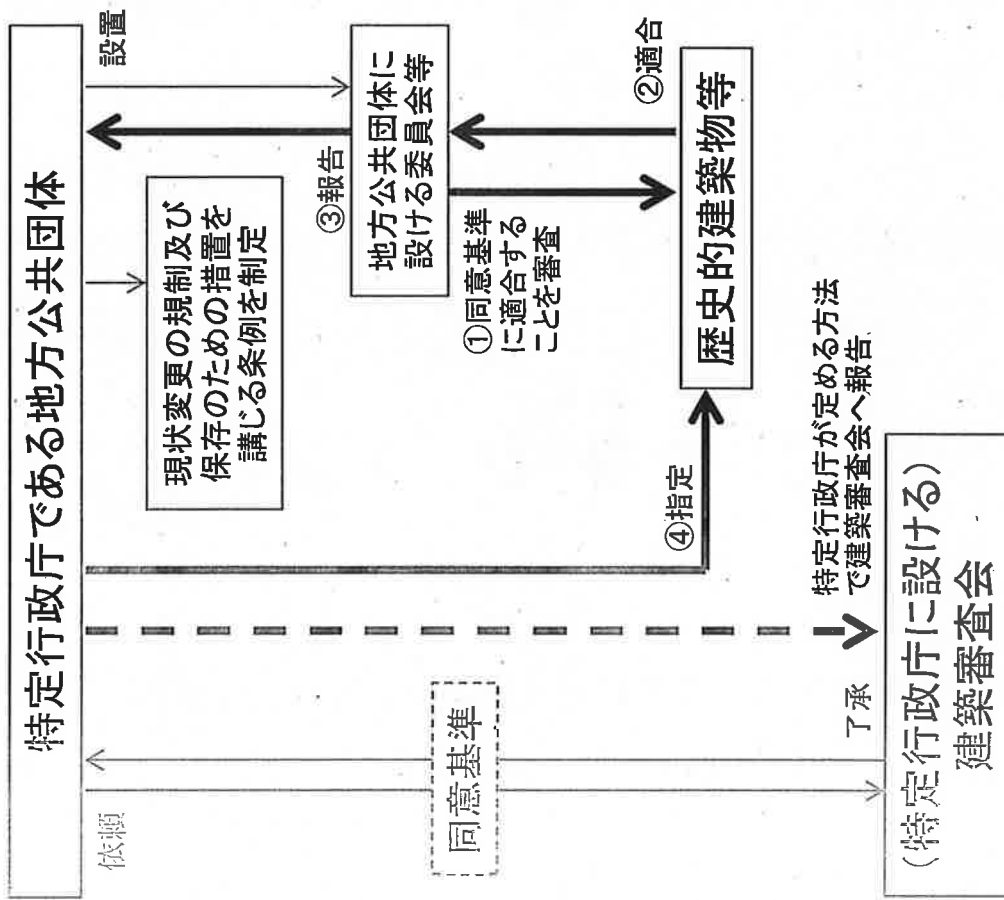 特定行政庁である地方公共団体
依頼
同意基準
了承
(特定行政庁に設ける)
建築審査会
特定行政庁が定める方法
で建築審査会へ報告
④指定
現状変更の規制及び
保存のための措置を
講じる条例を制定
設置
③報告
地方公共団体に
設ける委員会等
①同意基準
に適合する
ことを審査
②適合
歴史的建築物等